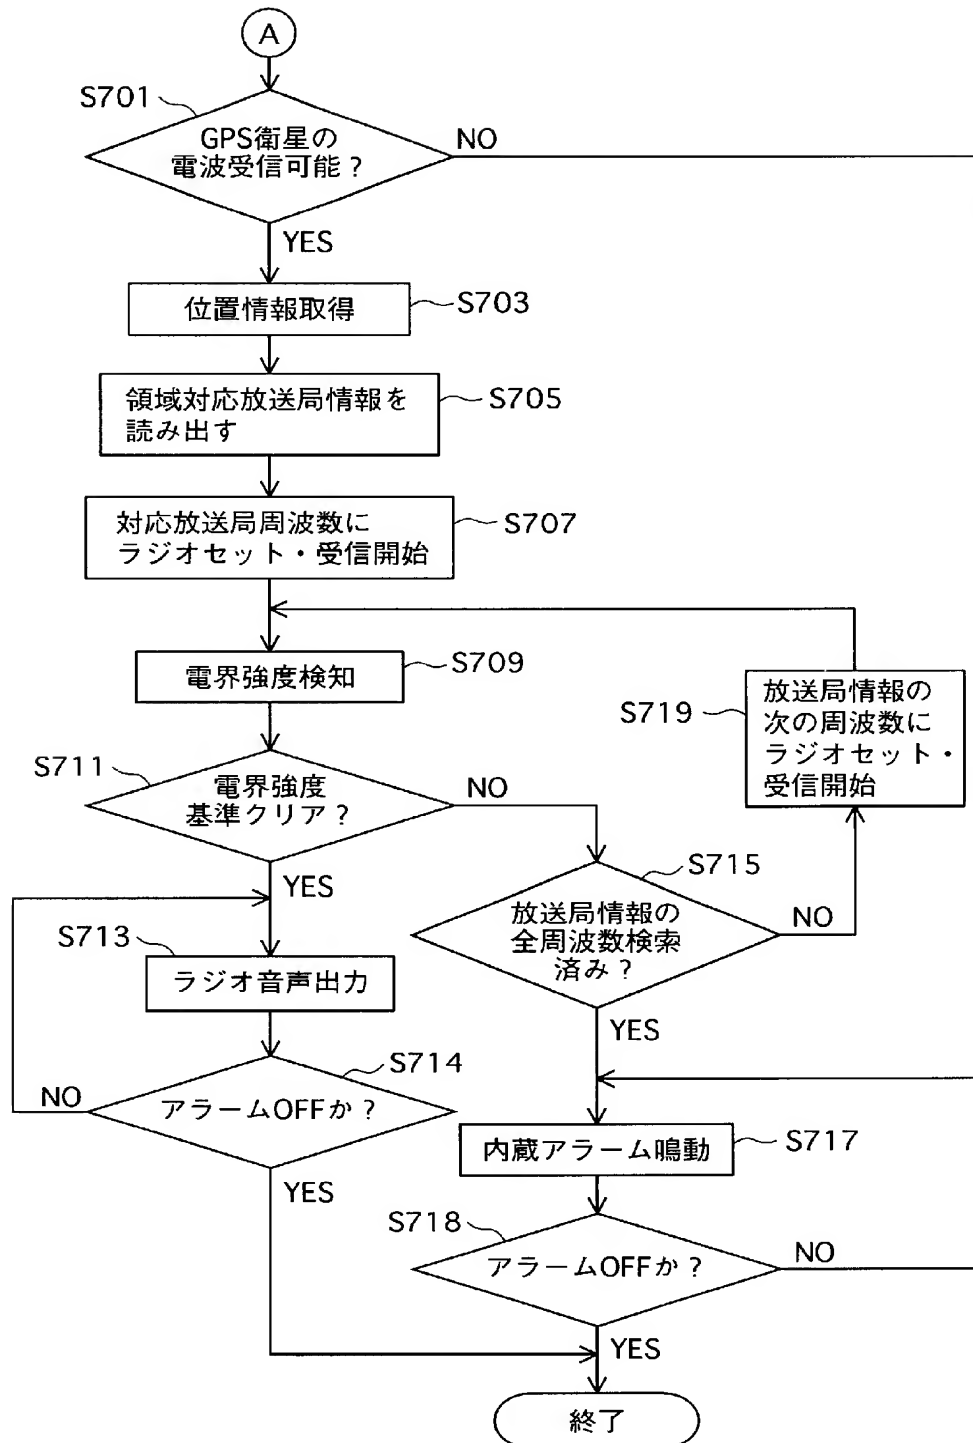 A
S701
GPS衛星の
電波受信可能？
NO
YES
位置情報取得
S703
領域対応放送局情報を
読み出す
S705
対応放送局周波数に
ラジオセット・受信開始
S707
電界強度検知
S709
放送局情報の
次の周波数に
ラジオセット・
受信開始
S719
S711
電界強度
基準クリア？
NO
YES
S715
放送局情報の
全周波数検索
済み？
NO
YES
S713
ラジオ音声出力
S714
アラームOFFか？
NO
YES
内蔵アラーム鳴動
S717
S718
アラームOFFか？
NO
YES
終了